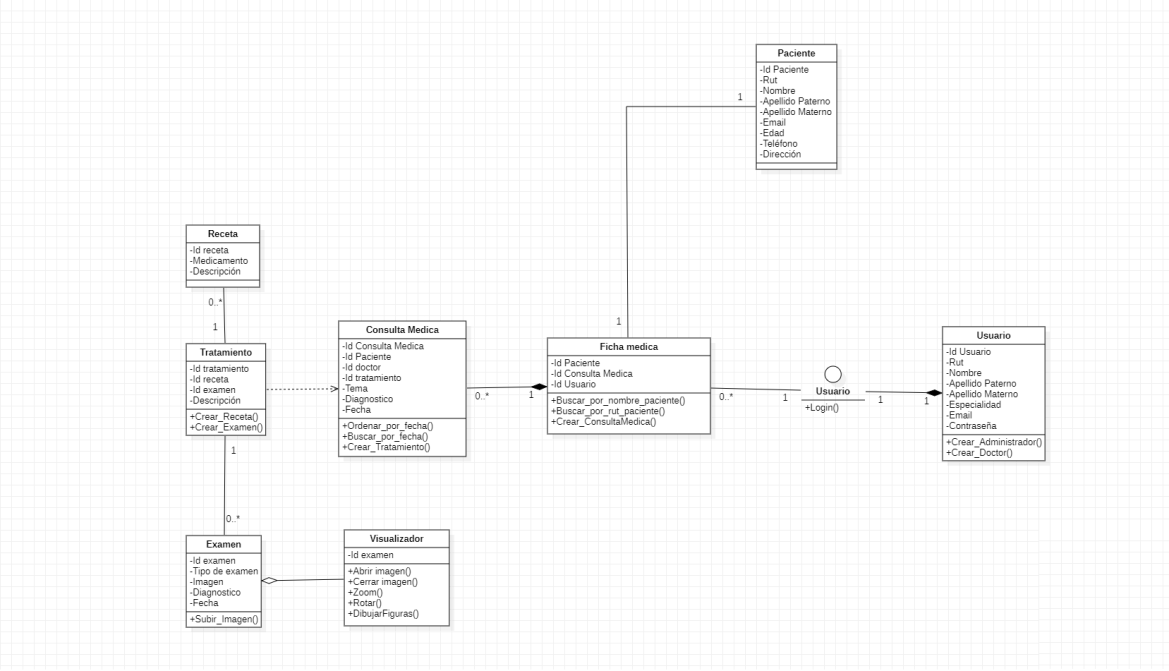 Paciente
-Id Paciente
-Rut
-Nombre
-Apellido Paterno
-Apellido Materno
-Email
-Edad
-Teléfono
-Dirección
1
1
Receta
-Id receta
-Medicamento
-Descripción
0..*
1
Tratamiento
-Id tratamiento
-Id receta
-Id examen
-Descripción
+Crear_Receta()
+Crear_Examen()
1
0..*
Consulta Medica
-Id Consulta Medica
-Id Paciente
-Id doctor
-Id tratamiento
-Tema
-Diagnostico
-Fecha
+Ordenar_por_fecha()
+Buscar_por_fecha()
+Crear_Tratamiento()
0..*
1
Ficha medica
-Id Paciente
-Id Consulta Medica
-Id Usuario
+Buscar_por_nombre_paciente()
+Buscar_por_rut_paciente()
+Crear_ConsultaMedica()
0..*
1
Usuario
+Login()
1
1
Usuario
-Id Usuario
-Rut
-Nombre
-Apellido Paterno
-Apellido Materno
-Especialidad
-Email
-Contraseña
+Crear_Administrador()
+Crear_Doctor()
Examen
-Id examen
-Tipo de examen
-Imagen
-Diagnostico
-Fecha
+Subir_Imagen()
Visualizador
-Id examen
+Abrir imagen()
+Cerrar imagen()
+Zoom()
+Rotar()
+DibujarFiguras()